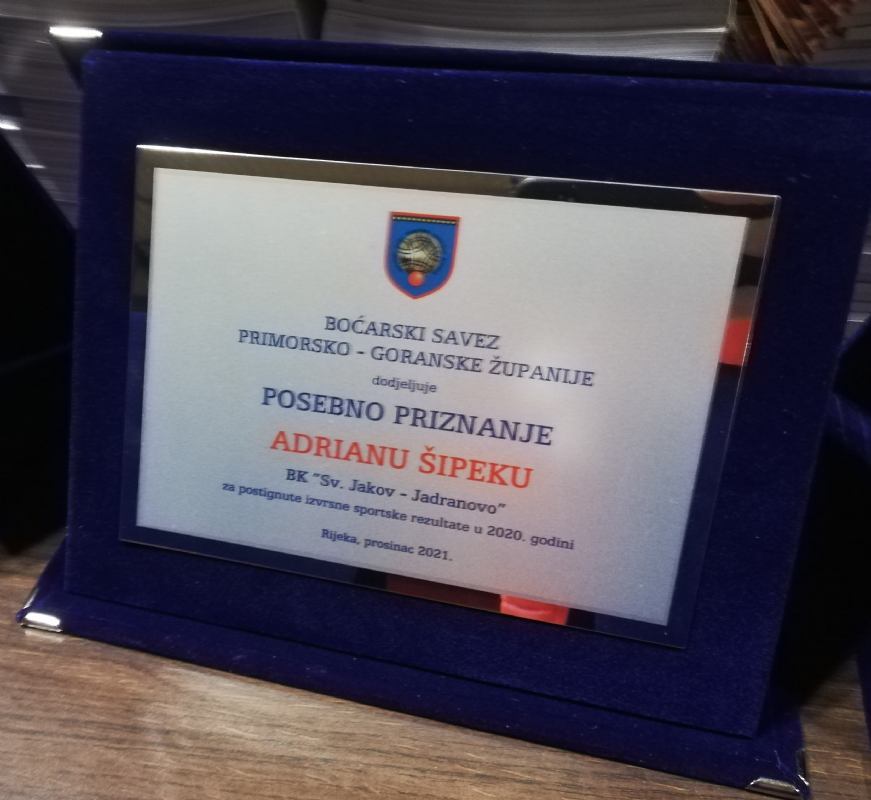 BOĆARSKI SAVEZ
PRIMORSKO - GORANSKE ŽUPANIJE
dodjeljuje
POSEBNO PRIZNANJE
ADRIANU ŠIPEKU
BK "Sv. Jakov - Jadranovo"
za postignute izvrsne sportske rezultate u 2020. godini
Rijeka, prosinac 2021.